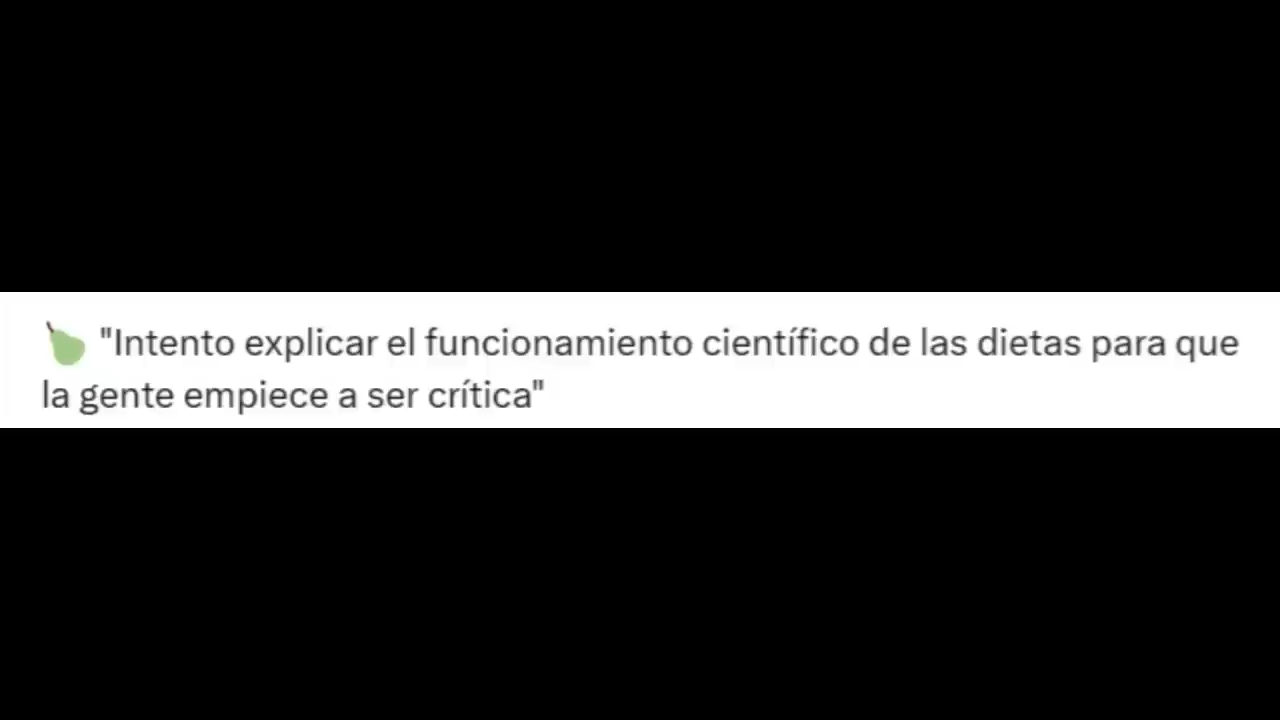 🍐 "Intento explicar el funcionamiento científico de las dietas para que
la gente empiece a ser crítica"